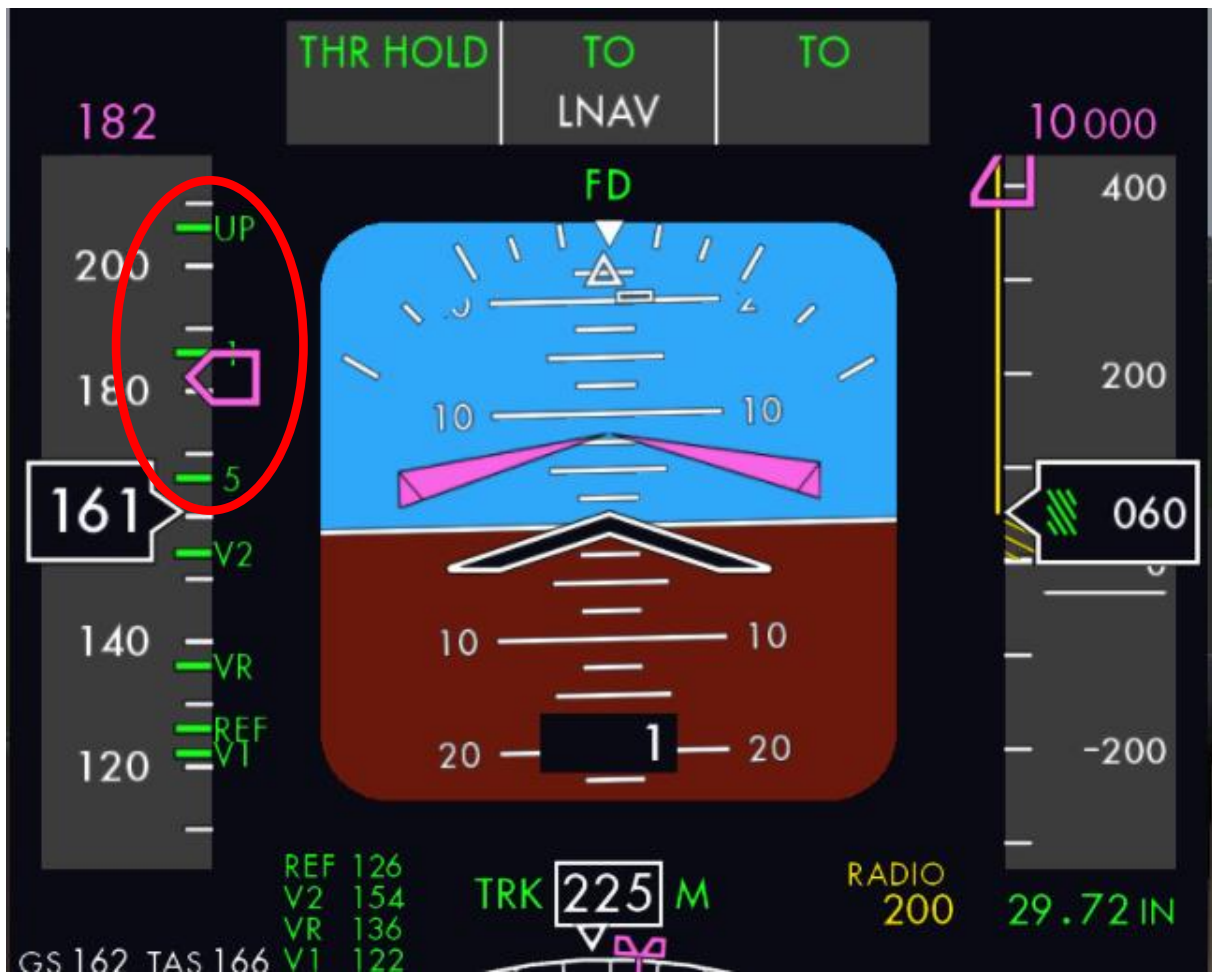 THR HOLD TO TO
LNAV
182 10 000
FD
UP 400
200
1
180 200
10 10
5
161 060
V2
140 10 10
VR
REF
1
V1
120 20 20 -200
REF 126
V2 154 TRK 225 M RADIO
VR 136 200 29.72 IN
GS 162 TAS 166 V1 122